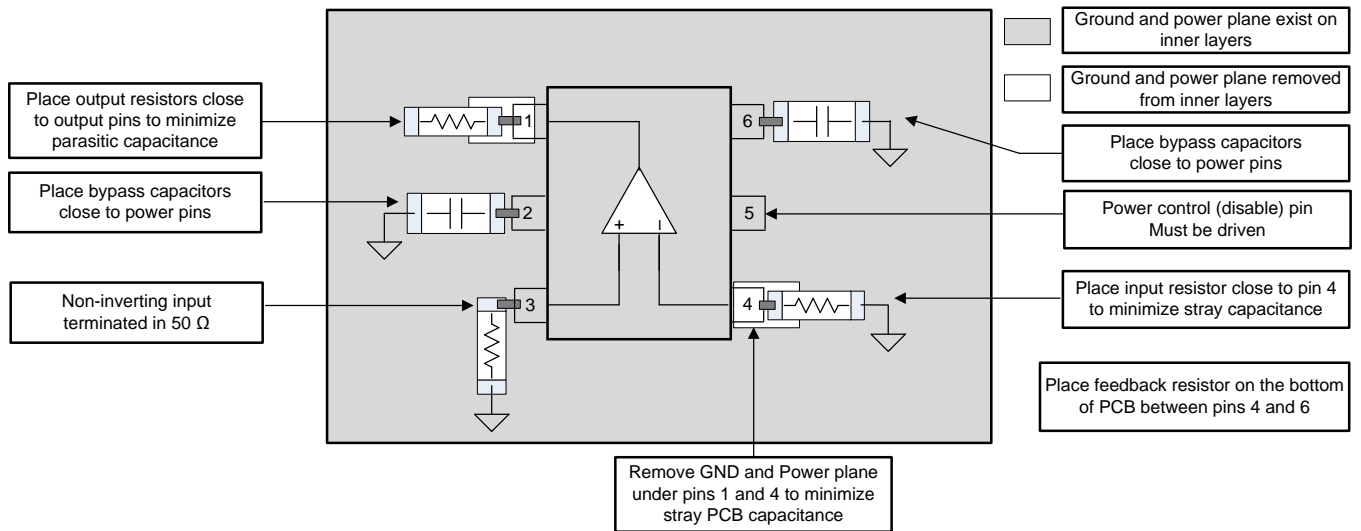 Ground and power plane exist on
inner layers
Ground and power plane removed
from inner layers
Place output resistors close
to output pins to minimize
parasitic capacitance
1
6
Place bypass capacitors
close to power pins
Place bypass capacitors
close to power pins
2
5
Power control (disable) pin
Must be driven
+
–
Non-inverting input
terminated in 50 Ω
3
4
Place input resistor close to pin 4
to minimize stray capacitance
Place feedback resistor on the bottom
of PCB between pins 4 and 6
Remove GND and Power plane
under pins 1 and 4 to minimize
stray PCB capacitance